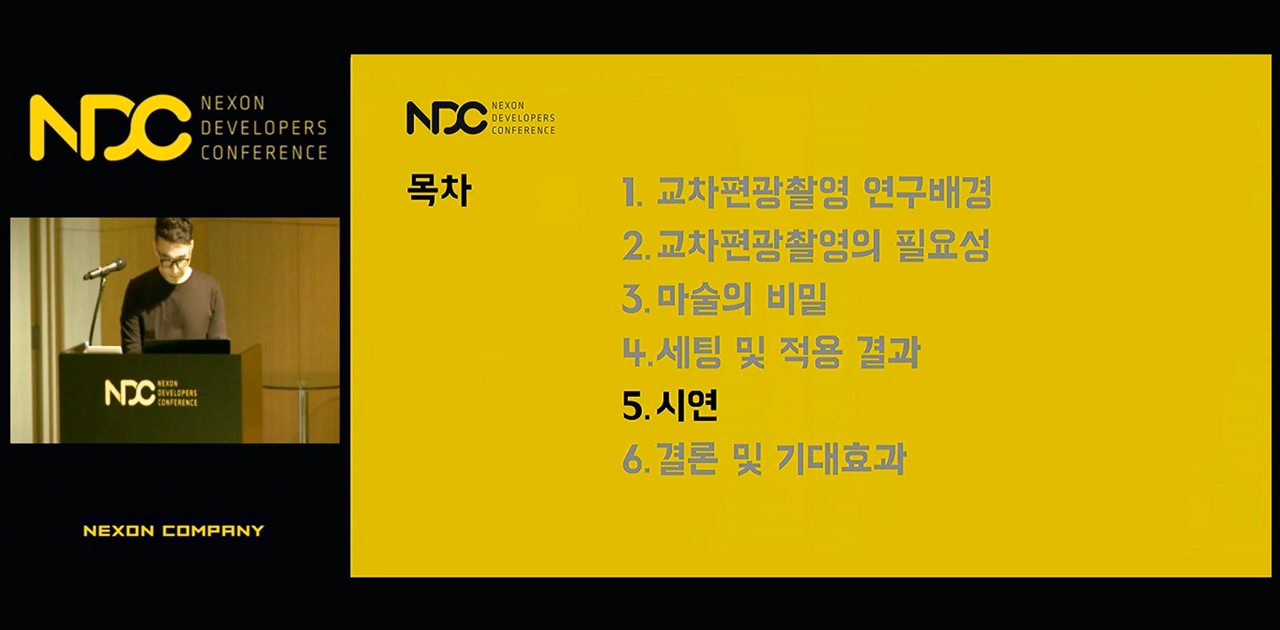 NDC NEXON
DEVELOPERS
CONFERENCE
NDC NEXON
DEVELOPERS
CONFERENCE
NEXON COMPANY
NDC NEXON
DEVELOPERS
CONFERENCE
목차
1. 교차편광촬영 연구배경
2. 교차편광촬영의 필요성
3. 마술의 비밀
4. 세팅 및 적용 결과
5. 시연
6. 결론 및 기대효과